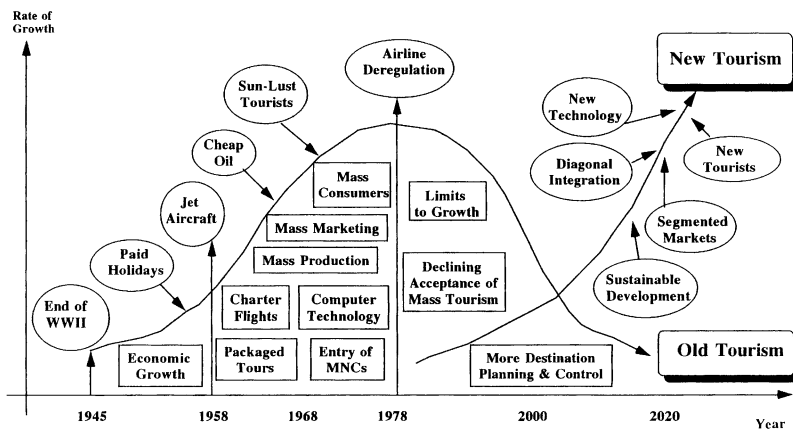 Rate of
Growth
Airline
Deregulation
New Tourism
Sun-Lust
Tourists
New
Technology
Cheap
Oil
New
Tourists
Diagonal
Integration
Mass
Consumers
Limits
to Growth
Jet
Aircraft
Segmented
Markets
Mass Marketing
Paid
Holidays
Mass Production
Declining
Acceptance of
Mass Tourism
Sustainable
Development
End of
WWII
Charter
Flights
Computer
Technology
Old Tourism
Economic
Growth
Packaged
Tours
Entry of
MNCs
More Destination
Planning & Control
1945
1958
1968
1978
2000
2020
Year